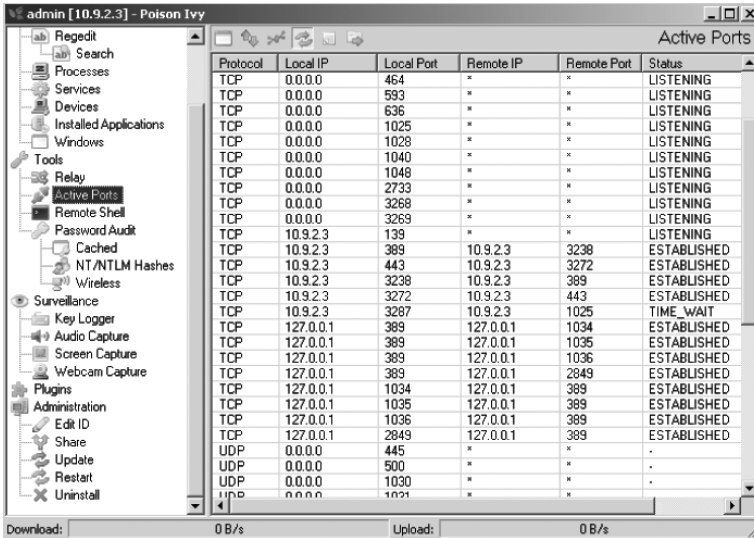 admin [10.9.2.3] - Poison Ivy
Regedit
Search
Processes
Services
Devices
Installed Applications
Windows
Tools
Relay
Active Ports
Remote Shell
Password Audit
Cached
NT/NTLM Hashes
Wireless
Surveillance
Key Logger
Audio Capture
Screen Capture
Webcam Capture
Plugins
Administration
Edit ID
Share
Update
Restart
Uninstall
Active Ports
Protocol Local IP Local Port Remote IP Remote Port Status
TCP 0.0.0.0 464 * * LISTENING
TCP 0.0.0.0 593 * * LISTENING
TCP 0.0.0.0 636 * * LISTENING
TCP 0.0.0.0 1025 * * LISTENING
TCP 0.0.0.0 1028 * * LISTENING
TCP 0.0.0.0 1040 * * LISTENING
TCP 0.0.0.0 1048 * * LISTENING
TCP 0.0.0.0 2733 * * LISTENING
TCP 0.0.0.0 3268 * * LISTENING
TCP 0.0.0.0 3269 * * LISTENING
TCP 10.9.2.3 139 * * LISTENING
TCP 10.9.2.3 389 10.9.2.3 3238 ESTABLISHED
TCP 10.9.2.3 443 10.9.2.3 3272 ESTABLISHED
TCP 10.9.2.3 3238 10.9.2.3 389 ESTABLISHED
TCP 10.9.2.3 3272 10.9.2.3 443 ESTABLISHED
TCP 10.9.2.3 3287 10.9.2.3 1025 TIME_WAIT
TCP 127.0.0.1 389 127.0.0.1 1034 ESTABLISHED
TCP 127.0.0.1 389 127.0.0.1 1035 ESTABLISHED
TCP 127.0.0.1 389 127.0.0.1 1036 ESTABLISHED
TCP 127.0.0.1 389 127.0.0.1 2849 ESTABLISHED
TCP 127.0.0.1 1034 127.0.0.1 389 ESTABLISHED
TCP 127.0.0.1 1035 127.0.0.1 389 ESTABLISHED
TCP 127.0.0.1 1036 127.0.0.1 389 ESTABLISHED
TCP 127.0.0.1 2849 127.0.0.1 389 ESTABLISHED
UDP 0.0.0.0 445 * * -
UDP 0.0.0.0 500 * * -
UDP 0.0.0.0 1030 * * -
UDP 0.0.0.0 1031 * * -
Download: 0 B/s Upload: 0 B/s